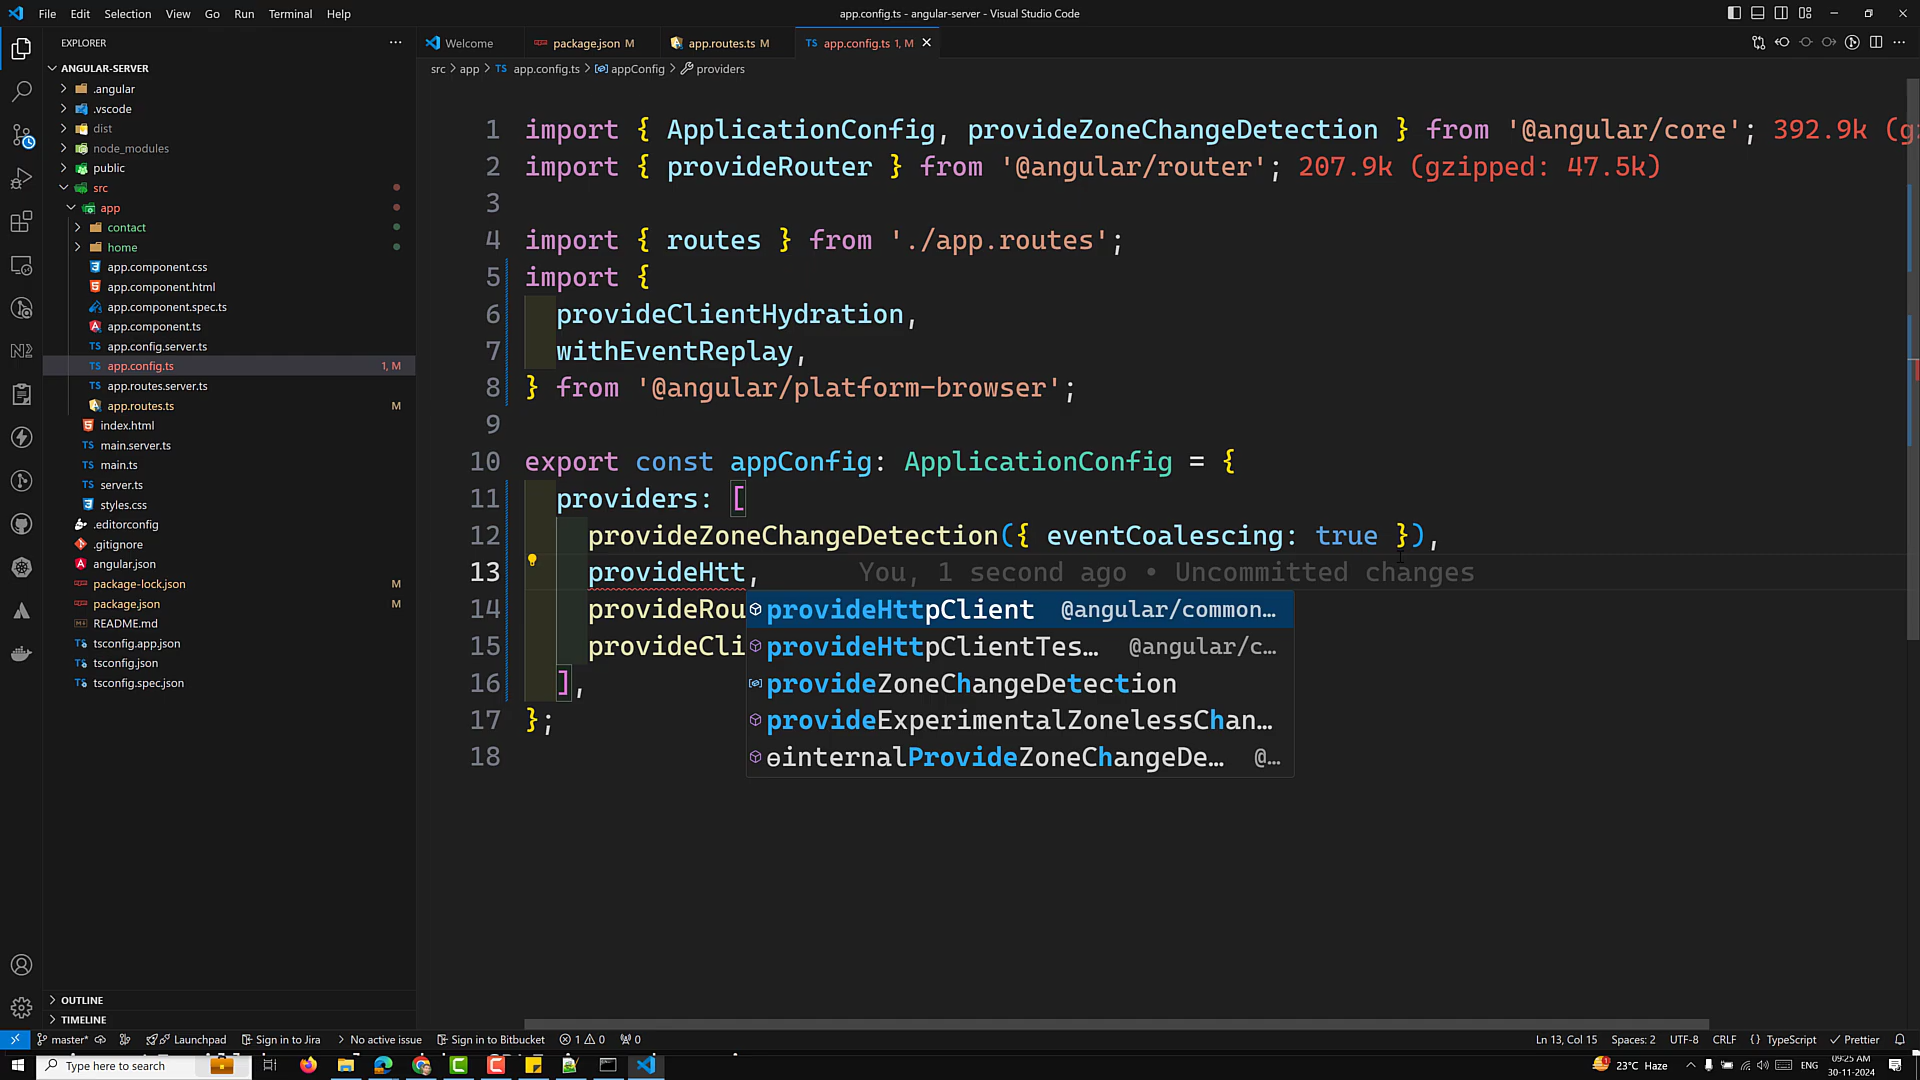 File Edit Selection View Go Run Terminal Help
app.config.ts - angular-server - Visual Studio Code
EXPLORER
Welcome
package.json M
app.routes.ts M
TS app.config.ts 1, M
ANGULAR-SERVER
src > app > TS app.config.ts > appConfig > providers
.angular
.vscode
dist
node_modules
public
src
app
contact
home
app.component.css
app.component.html
app.component.spec.ts
app.component.ts
TS app.config.server.ts
TS app.config.ts 1, M
TS app.routes.server.ts
app.routes.ts M
index.html
TS main.server.ts
TS main.ts
TS server.ts
styles.css
.editorconfig
.gitignore
angular.json
package-lock.json M
package.json M
README.md
tsconfig.app.json
tsconfig.json
tsconfig.spec.json
OUTLINE
TIMELINE
1 import { ApplicationConfig, provideZoneChangeDetection } from '@angular/core'; 392.9k (g
2 import { provideRouter } from '@angular/router'; 207.9k (gzipped: 47.5k)
3
4 import { routes } from './app.routes';
5 import {
6 provideClientHydration,
7 withEventReplay,
8 } from '@angular/platform-browser';
9
10 export const appConfig: ApplicationConfig = {
11 providers: [
12 provideZoneChangeDetection({ eventCoalescing: true }),
13 provideHtt, You, 1 second ago • Uncommitted changes
14 provideRou
15 provideCli
16 ],
17 };
18
provideHttpClient @angular/common...
provideHttpClientTes... @angular/c...
provideZoneChangeDetection
provideExperimentalZonelessChan...
ɵinternalProvideZoneChangeDe... @...
master* Launchpad Sign in to Jira No active issue Sign in to Bitbucket 1 0 0
Ln 13, Col 15 Spaces: 2 UTF-8 CRLF {} TypeScript Prettier
Type here to search
23°C Haze
ENG
09:25 AM
30-11-2024